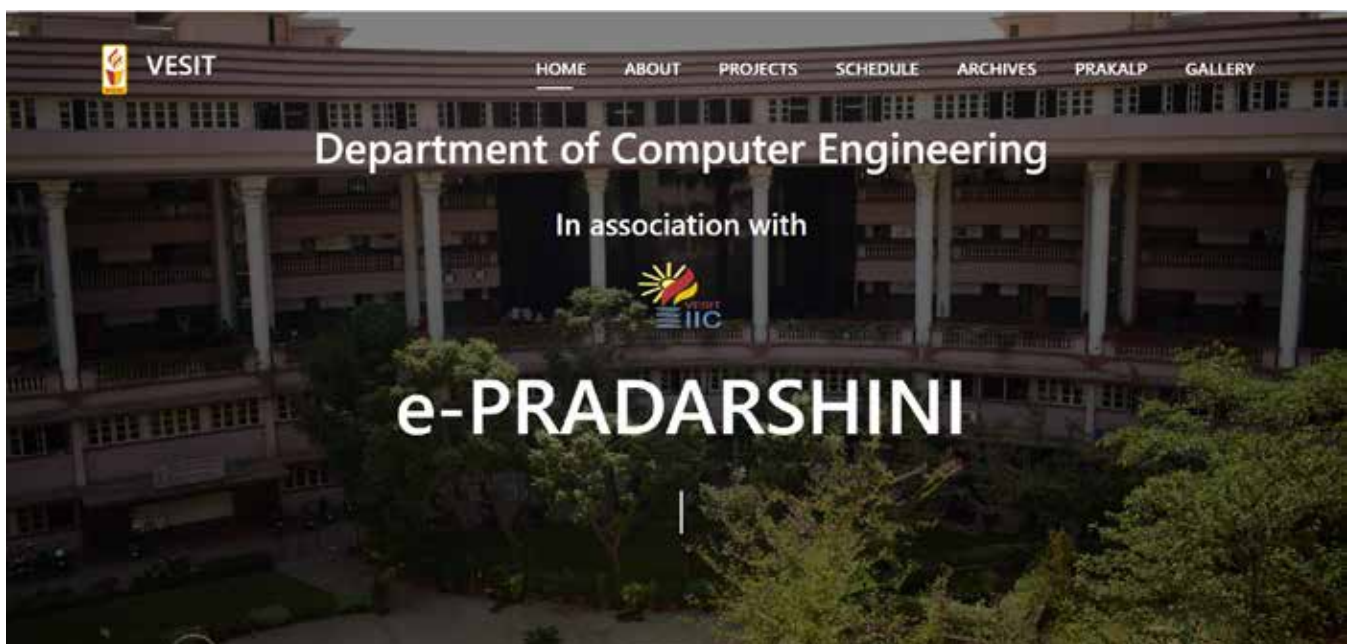 VESIT
HOME ABOUT PROJECTS SCHEDULE ARCHIVES PRAKALP GALLERY
Department of Computer Engineering
In association with
VESIT
IIC
e-PRADARSHINI